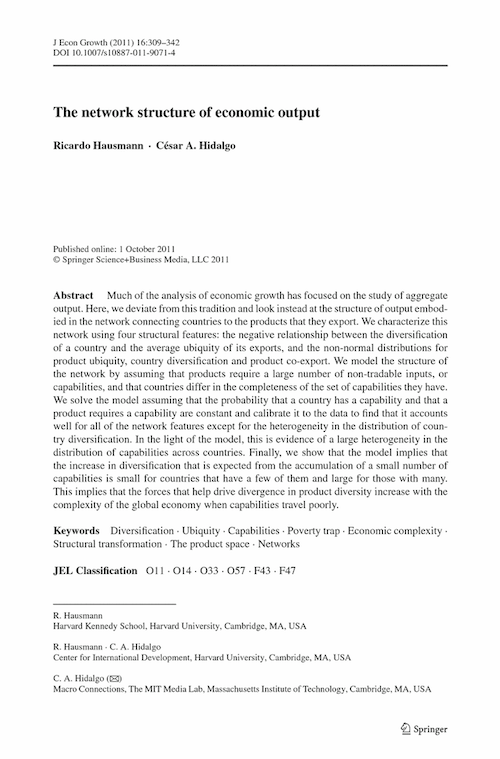 J Econ Growth (2011) 16:309–342
DOI 10.1007/s10887-011-9071-4
The network structure of economic output
Ricardo Hausmann · César A. Hidalgo
Published online: 1 October 2011
© Springer Science+Business Media, LLC 2011
Abstract Much of the analysis of economic growth has focused on the study of aggregate
output. Here, we deviate from this tradition and look instead at the structure of output embod-
ied in the network connecting countries to the products that they export. We characterize this
network using four structural features: the negative relationship between the diversification
of a country and the average ubiquity of its exports, and the non-normal distributions for
product ubiquity, country diversification and product co-export. We model the structure of
the network by assuming that products require a large number of non-tradable inputs, or
capabilities, and that countries differ in the completeness of the set of capabilities they have.
We solve the model assuming that the probability that a country has a capability and that a
product requires a capability are constant and calibrate it to the data to find that it accounts
well for all of the network features except for the heterogeneity in the distribution of coun-
try diversification. In the light of the model, this is evidence of a large heterogeneity in the
distribution of capabilities across countries. Finally, we show that the model implies that
the increase in diversification that is expected from the accumulation of a small number of
capabilities is small for countries that have a few of them and large for those with many.
This implies that the forces that help drive divergence in product diversity increase with the
complexity of the global economy when capabilities travel poorly.
Keywords Diversification · Ubiquity · Capabilities · Poverty trap · Economic complexity ·
Structural transformation · The product space · Networks
JEL Classification O11 · O14 · O33 · O57 · F43 · F47
R. Hausmann
Harvard Kennedy School, Harvard University, Cambridge, MA, USA
R. Hausmann · C. A. Hidalgo
Center for International Development, Harvard University, Cambridge, MA, USA
C. A. Hidalgo (✉)
Macro Connections, The MIT Media Lab, Massachusetts Institute of Technology, Cambridge, MA, USA
Springer